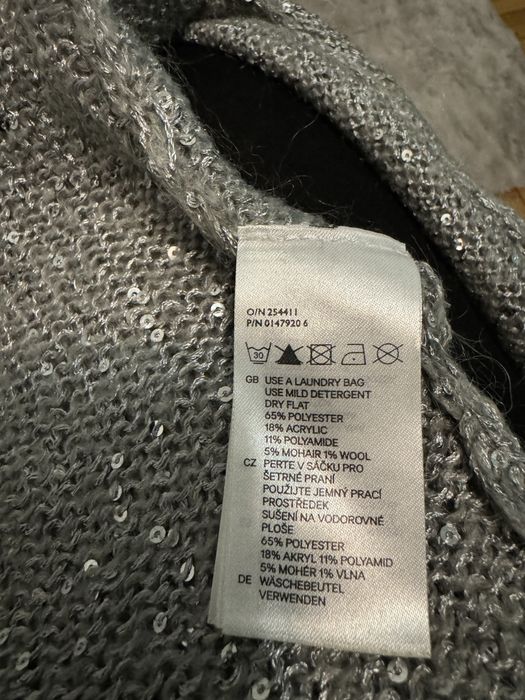 O/N 254411
P/N 0147920 6
30
GB USE A LAUNDRY BAG
USE MILD DETERGENT
DRY FLAT
65% POLYESTER
18% ACRYLIC
11% POLYAMIDE
5% MOHAIR 1% WOOL
CZ PERTE V SÁČKU PRO
ŠETRNÉ PRANÍ
POUŽIJTE JEMNÝ PRACÍ
PROSTŘEDEK
SUŠENÍ NA VODOROVNÉ
PLOŠE
65% POLYESTER
18% AKRYL 11% POLYAMID
5% MOHÉR 1% VLNA
DE WÄSCHEBEUTEL
VERWENDEN